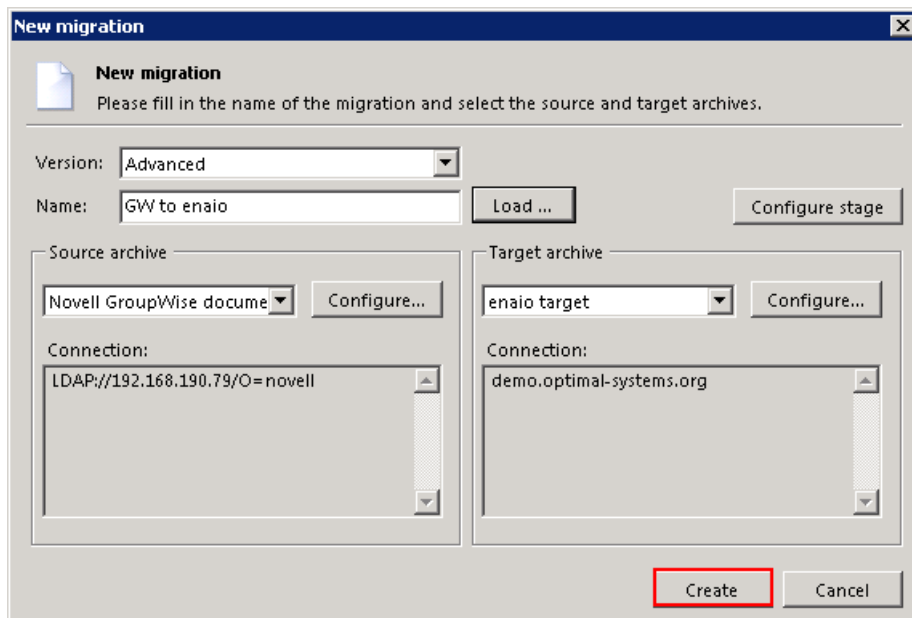 New migration
New migration
Please fill in the name of the migration and select the source and target archives.
Version:
Advanced
Name:
GW to enaio
Load ...
Configure stage
Source archive
Novell GroupWise docume
Configure...
Connection:
LDAP://192.168.190.79/O=novell
Target archive
enaio target
Configure...
Connection:
demo.optimal-systems.org
Create
Cancel